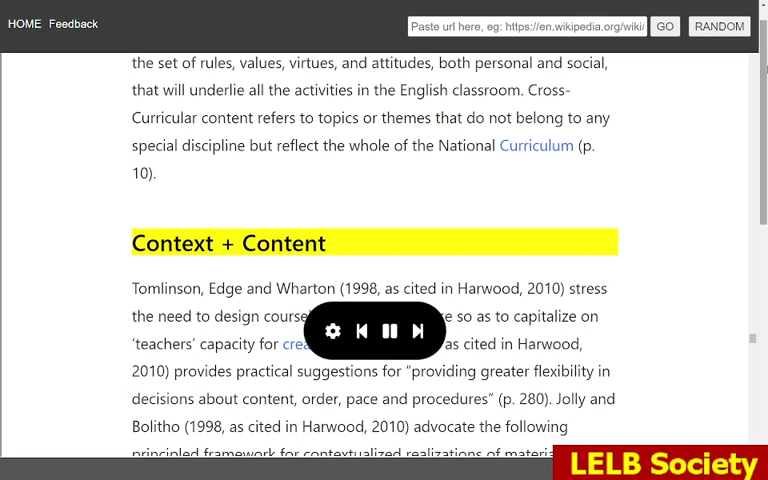 HOME Feedback
Paste url here, eg: https://en.wikipedia.org/wiki/
GO
RANDOM
the set of rules, values, virtues, and attitudes, both personal and social,
that will underlie all the activities in the English classroom. Cross-
Curricular content refers to topics or themes that do not belong to any
special discipline but reflect the whole of the National Curriculum (p.
10).
Context + Content
Tomlinson, Edge and Wharton (1998, as cited in Harwood, 2010) stress
the need to design so as to capitalize on
‘teachers’ capacity for as cited in Harwood,
2010) provides practical suggestions for “providing greater flexibility in
decisions about content, order, pace and procedures” (p. 280). Jolly and
Bolitho (1998, as cited in Harwood, 2010) advocate the following
principled framework for contextualized realizations of
LELB Society